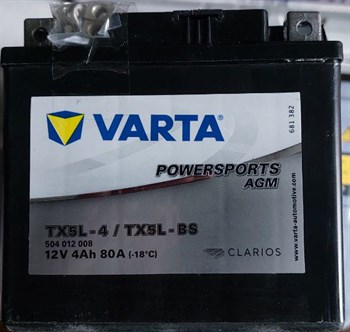 VARTA
POWERSPORTS
AGM
TX5L-4 / TX5L-BS
504 012 008
12V 4Ah 80A (-18°C)
CLARIOS
681 382
www.varta-automotive.com